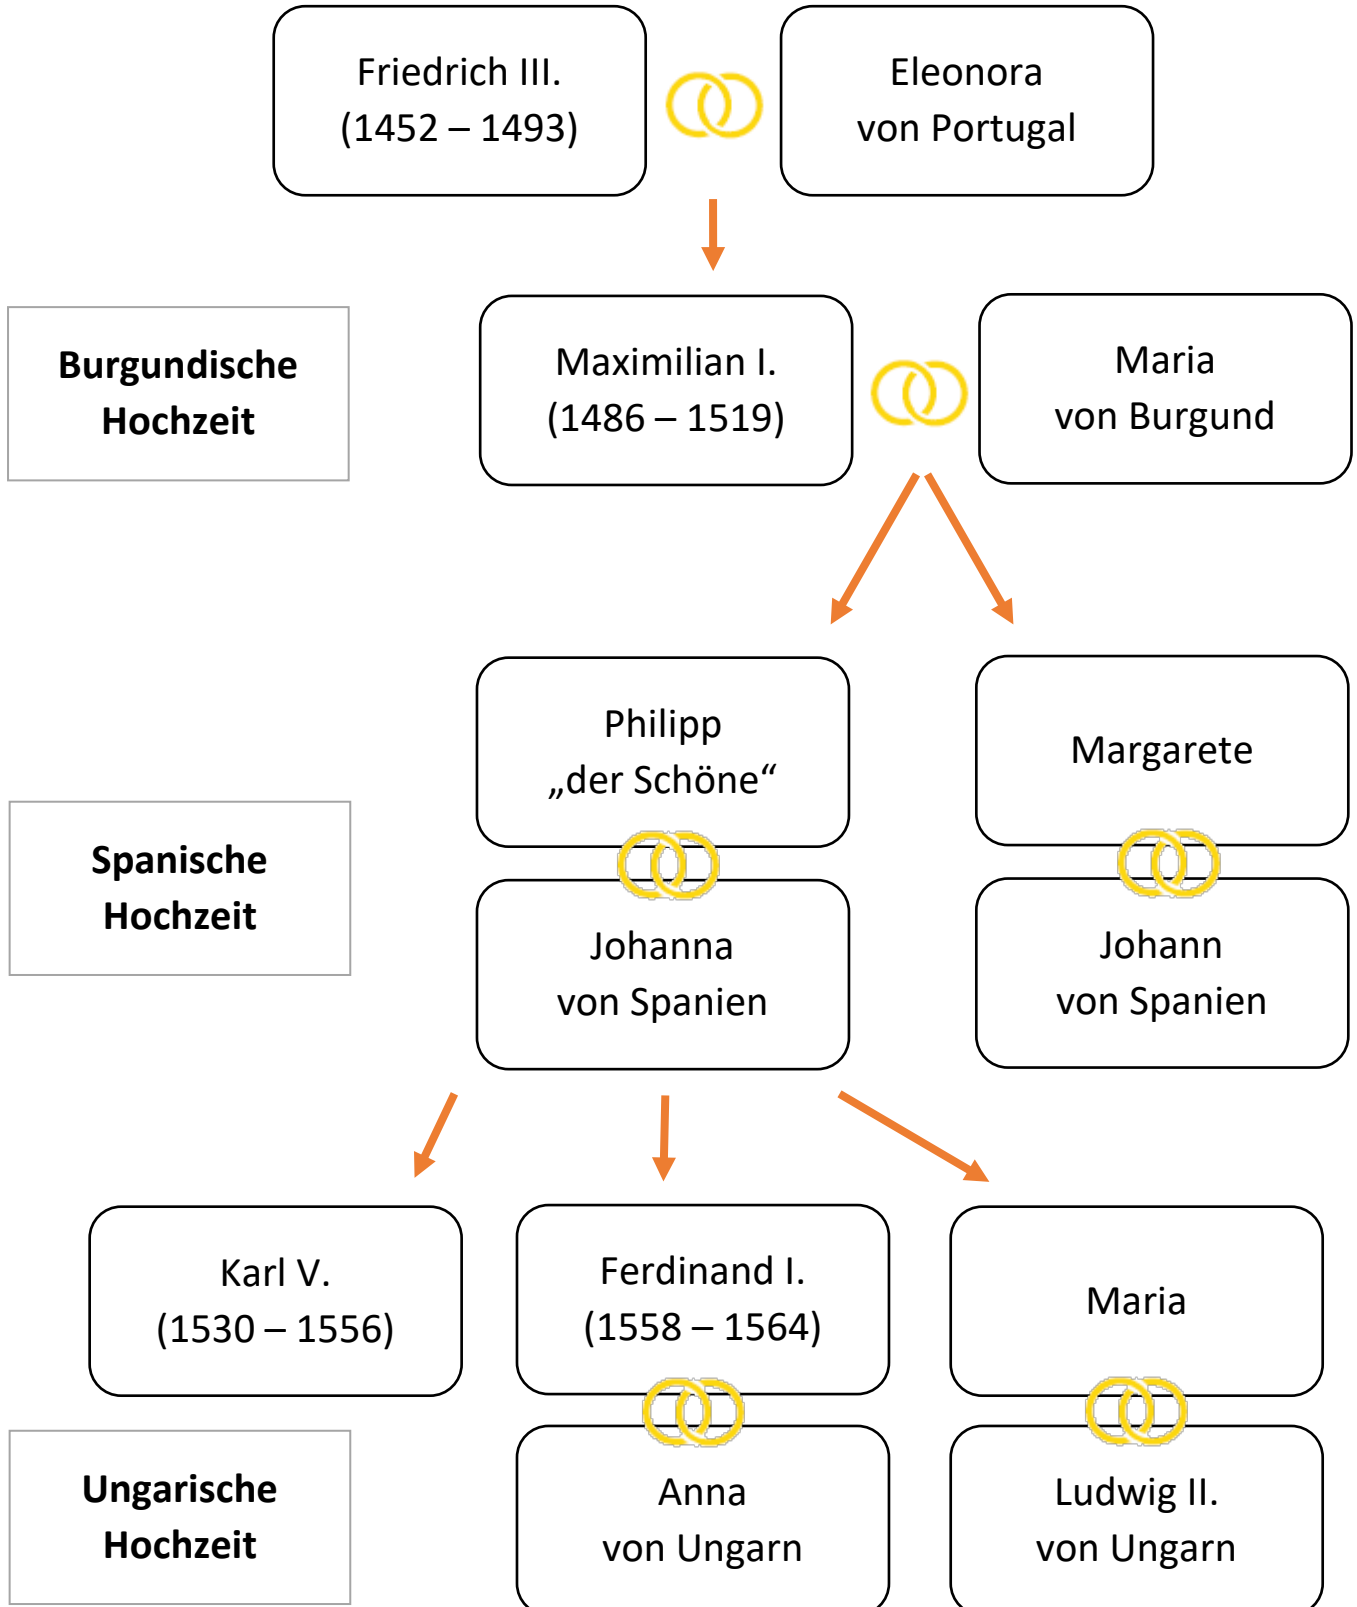 Friedrich III.
(1452 – 1493)
Eleonora
von Portugal
Burgundische
Hochzeit
Maximilian I.
(1486 – 1519)
Maria
von Burgund
Philipp
„der Schöne“
Margarete
Spanische
Hochzeit
Johanna
von Spanien
Johann
von Spanien
Karl V.
(1530 – 1556)
Ferdinand I.
(1558 – 1564)
Maria
Ungarische
Hochzeit
Anna
von Ungarn
Ludwig II.
von Ungarn